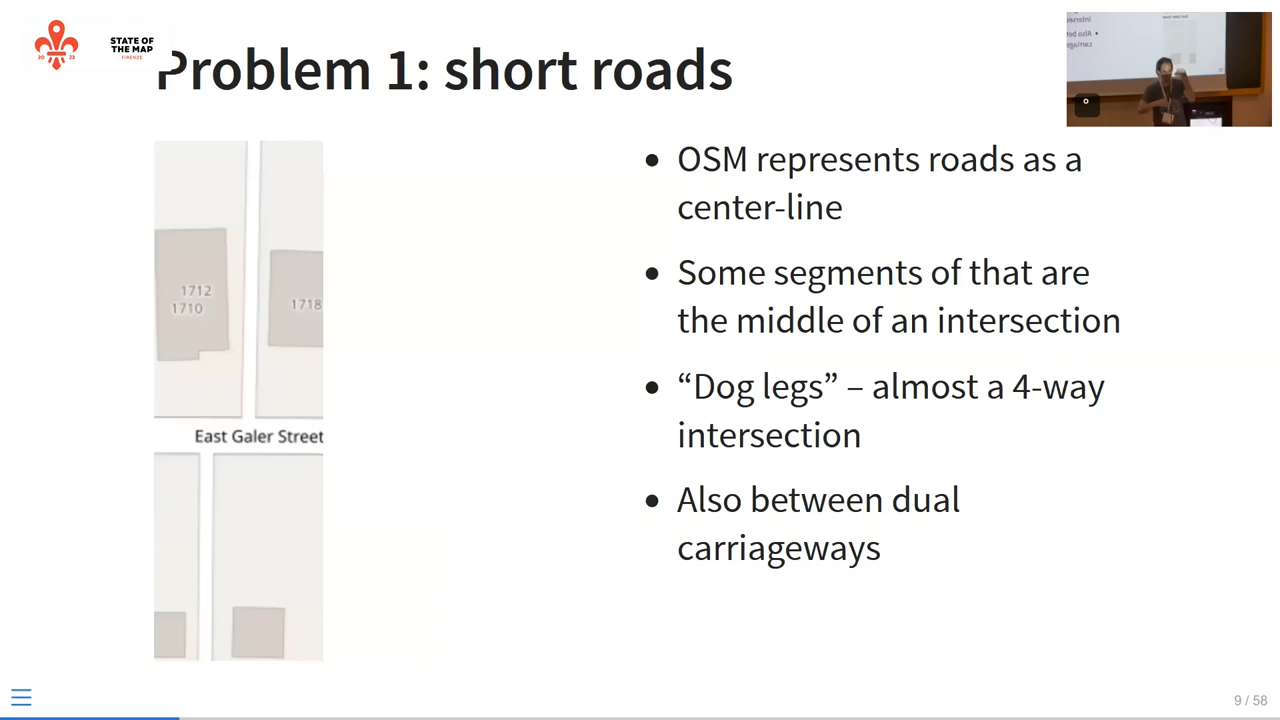 STATE OF
THE MAP
FIRENZE
2022
Problem 1: short roads
1712
1710
1718
East Galer Street
• OSM represents roads as a
center-line
• Some segments of that are
the middle of an intersection
• “Dog legs” – almost a 4-way
intersection
• Also between dual
carriageways
9 / 58